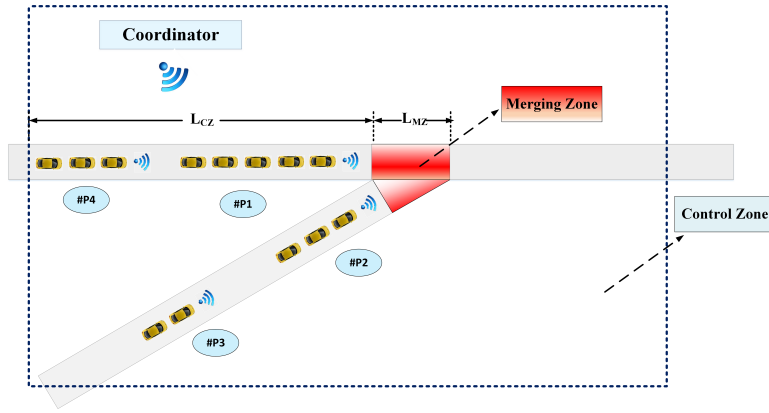 Coordinator
L_CZ
L_MZ
Merging Zone
#P4
#P1
Control Zone
#P2
#P3